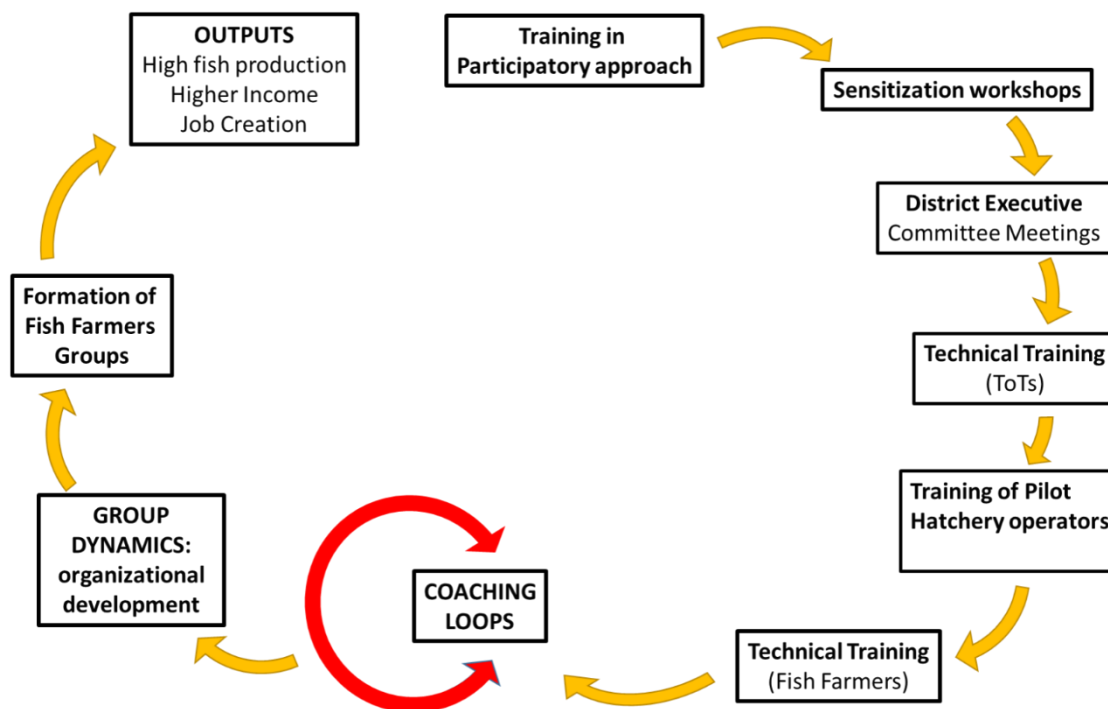 OUTPUTS
High fish production
Higher Income
Job Creation
Training in
Participatory approach
Sensitization workshops
District Executive
Committee Meetings
Technical Training
(ToTs)
Training of Pilot
Hatchery operators
Technical Training
(Fish Farmers)
COACHING
LOOPS
GROUP
DYNAMICS:
organizational
development
Formation of
Fish Farmers
Groups